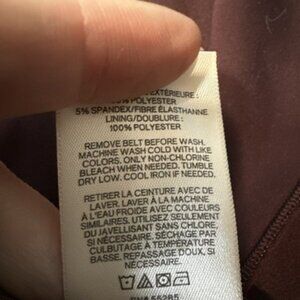 EXTÉRIEURE :
POLYESTER
5% SPANDEX/FIBRE ÉLASTHANNE
LINING/DOUBLURE :
100% POLYESTER
REMOVE BELT BEFORE WASH.
MACHINE WASH COLD WITH LIKE
COLORS. ONLY NON-CHLORINE
BLEACH WHEN NEEDED. TUMBLE
DRY LOW. COOL IRON IF NEEDED.
RETIRER LA CEINTURE AVEC DE
LAVER. LAVER À LA MACHINE
À L'EAU FROIDE AVEC COULEURS
SIMILAIRES. UTILISEZ SEULEMENT
DU JAVELLISANT SANS CHLORE,
SI NÉCESSAIRE. SÉCHAGE PAR
CULBUTAGE À TEMPÉRATURE
BASSE. REPASSAGE DOUX, SI
NÉCESSAIRE.